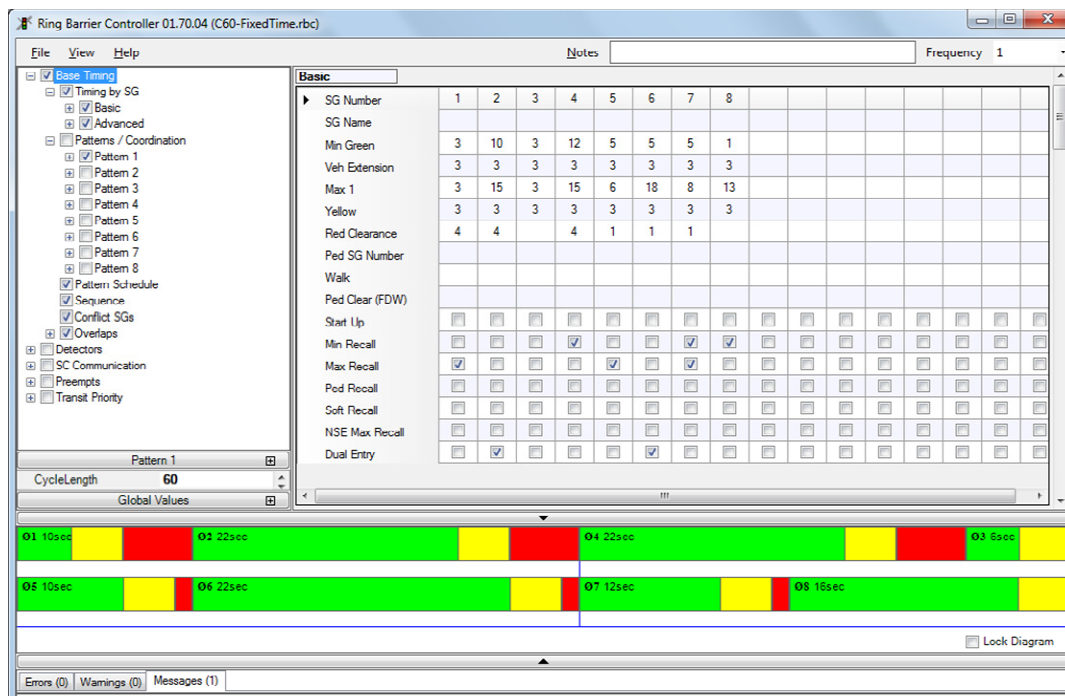 Ring Barrier Controller 01.70.04 (C60-FixedTime.rbc)
File View Help Notes Frequency 1
Base Timing
Timing by SG
Basic
Advanced
Patterns / Coordination
Pattern 1
Pattern 2
Pattern 3
Pattern 4
Pattern 5
Pattern 6
Pattern 7
Pattern 8
Pattern Schedule
Sequence
Conflict SGs
Overlaps
Detectors
SC Communication
Preempts
Transit Priority
Pattern 1
CycleLength 60
Global Values
Basic
SG Number 1 2 3 4 5 6 7 8
SG Name
Min Green 3 10 3 12 5 5 5 1
Veh Extension 3 3 3 3 3 3 3 3
Max 1 3 15 3 15 6 18 8 13
Yellow 3 3 3 3 3 3 3 3
Red Clearance 4 4 4 1 1 1
Ped SG Number
Walk
Ped Clear (FDW)
Start Up
Min Recall
Max Recall
Ped Recall
Soft Recall
NSE Max Recall
Dual Entry
Ø1 10sec Ø2 22sec Ø4 22sec Ø3 6sec
Ø5 10sec Ø6 22sec Ø7 12sec Ø8 16sec
Lock Diagram
Errors (0) Warnings (0) Messages (1)